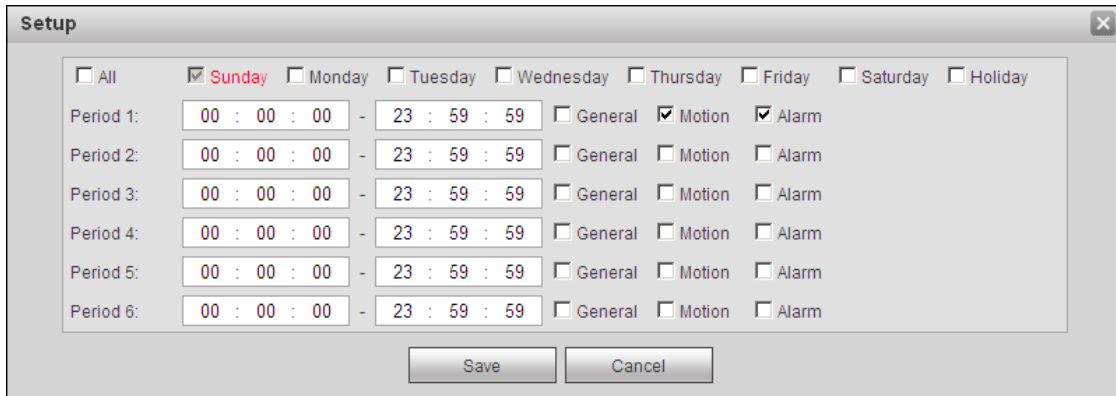 Setup
All Sunday Monday Tuesday Wednesday Thursday Friday Saturday Holiday
Period 1: 00 : 00 : 00 - 23 : 59 : 59 General Motion Alarm
Period 2: 00 : 00 : 00 - 23 : 59 : 59 General Motion Alarm
Period 3: 00 : 00 : 00 - 23 : 59 : 59 General Motion Alarm
Period 4: 00 : 00 : 00 - 23 : 59 : 59 General Motion Alarm
Period 5: 00 : 00 : 00 - 23 : 59 : 59 General Motion Alarm
Period 6: 00 : 00 : 00 - 23 : 59 : 59 General Motion Alarm
Save Cancel